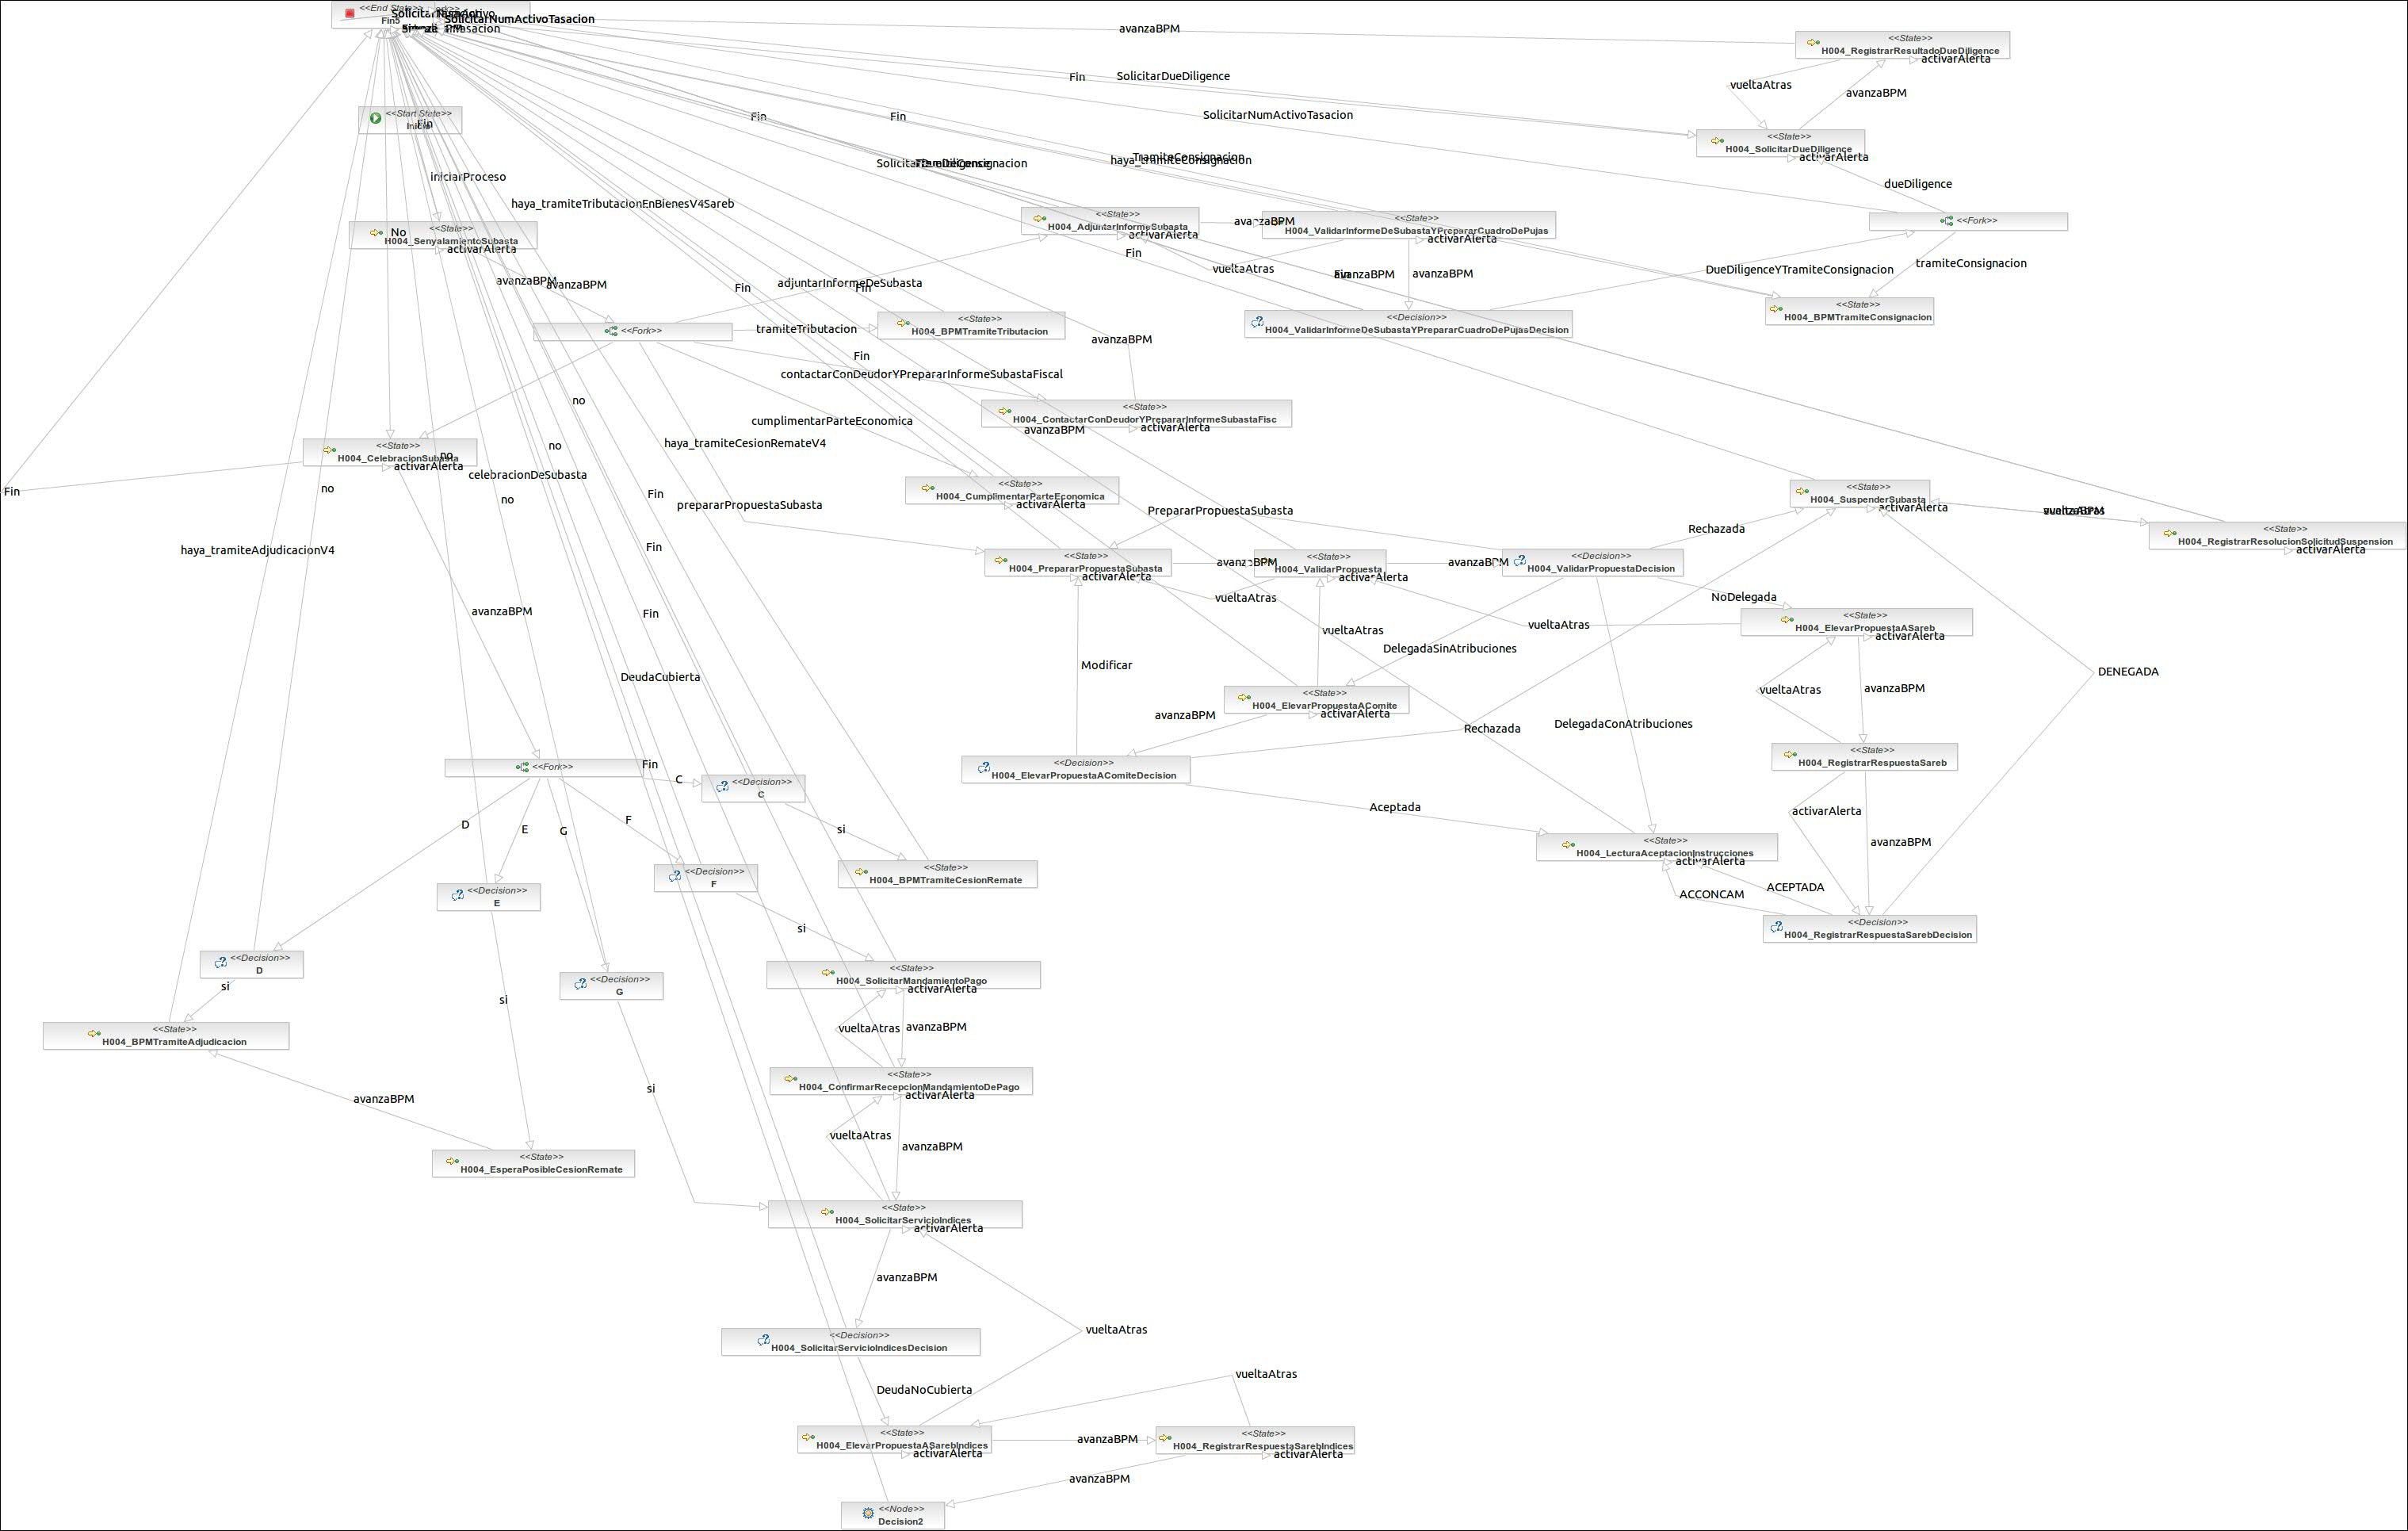 <<End State>>
Fin5
SolicitarNumActivoTasacion
avanzaBPM
<<State>>
H004_RegistrarResultadoDueDiligence
activarAlerta
Fin
SolicitarDueDiligence
vueltaAtras
avanzaBPM
<<Start State>>
Fin
Fin
Fin
SolicitarNumActivoTasacion
<<State>>
H004_SolicitarDueDiligence
activarAlerta
haya_tramiteConsignacion
TramiteConsignacion
iniciarProceso
dueDiligence
haya_tramiteTributacionEnBienesV4Sareb
<<State>>
H004_AdjuntarInformeSubasta
activarAlerta
avanzaBPM
<<State>>
H004_ValidarInformeDeSubastaYPrepararCuadroDePujas
activarAlerta
<<Fork>>
No
<<State>>
H004_SenyalamientoSubasta
activarAlerta
Fin
vueltaAtras
avanzaBPM
avanzaBPM
DueDiligenceYTramiteConsignacion
tramiteConsignacion
avanzaBPM
avanzaBPM
Fin
adjuntarInformeDeSubasta
Fin
<<Fork>>
tramiteTributacion
<<State>>
H004_BPMTramiteTributacion
<<Decision>>
H004_ValidarInformeDeSubastaYPrepararCuadroDePujasDecision
<<State>>
H004_BPMTramiteConsignacion
avanzaBPM
Fin
contactarConDeudorYPrepararInformeSubastaFiscal
no
<<State>>
H004_ContactarConDeudorYPrepararInformeSubastaFisc
avanzaBPM
activarAlerta
cumplimentarParteEconomica
no
haya_tramiteCesionRemateV4
<<State>>
H004_CelebracionSubasta
no
activarAlerta
celebracionDeSubasta
Fin
no
no
Fin
prepararPropuestaSubasta
<<State>>
H004_CumplimentarParteEconomica
activarAlerta
PrepararPropuestaSubasta
<<State>>
H004_SuspenderSubasta
activarAlerta
Rechazada
<<State>>
H004_RegistrarResolucionSolicitudSuspension
activarAlerta
haya_tramiteAdjudicacionV4
Fin
<<State>>
H004_PrepararPropuestaSubasta
activarAlerta
avanzaBPM
<<State>>
H004_ValidarPropuesta
activarAlerta
avanzaBPM
<<Decision>>
H004_ValidarPropuestaDecision
vueltaAtras
NoDelegada
avanzaBPM
Fin
vueltaAtras
vueltaAtras
<<State>>
H004_ElevarPropuestaASareb
activarAlerta
DelegadaSinAtribuciones
Modificar
DeudaCubierta
DENEGADA
<<State>>
H004_ElevarPropuestaAComite
activarAlerta
vueltaAtras
avanzaBPM
avanzaBPM
Rechazada
DelegadaConAtribuciones
<<Fork>>
Fin
C
<<Decision>>
C
<<Decision>>
H004_ElevarPropuestaAComiteDecision
<<State>>
H004_RegistrarRespuestaSareb
Aceptada
activarAlerta
D
E
G
F
si
avanzaBPM
<<State>>
H004_LecturaAceptacionInstrucciones
activarAlerta
<<Decision>>
E
<<Decision>>
F
<<State>>
H004_BPMTramiteCesionRemate
ACCONCAM
ACEPTADA
si
<<Decision>>
H004_RegistrarRespuestaSarebDecision
<<Decision>>
D
<<Decision>>
G
<<State>>
H004_SolicitarMandamientoPago
activarAlerta
si
si
vueltaAtras
avanzaBPM
<<State>>
H004_BPMTramiteAdjudicacion
<<State>>
H004_ConfirmarRecepcionMandamientoDePago
activarAlerta
avanzaBPM
si
vueltaAtras
avanzaBPM
<<State>>
H004_EsperaPosibleCesionRemate
<<State>>
H004_SolicitarServicioIndices
activarAlerta
avanzaBPM
vueltaAtras
<<Decision>>
H004_SolicitarServicioIndicesDecision
DeudaNoCubierta
vueltaAtras
<<State>>
H004_ElevarPropuestaASarebIndices
activarAlerta
avanzaBPM
<<State>>
H004_RegistrarRespuestaSarebIndices
activarAlerta
avanzaBPM
<<Node>>
Decision2